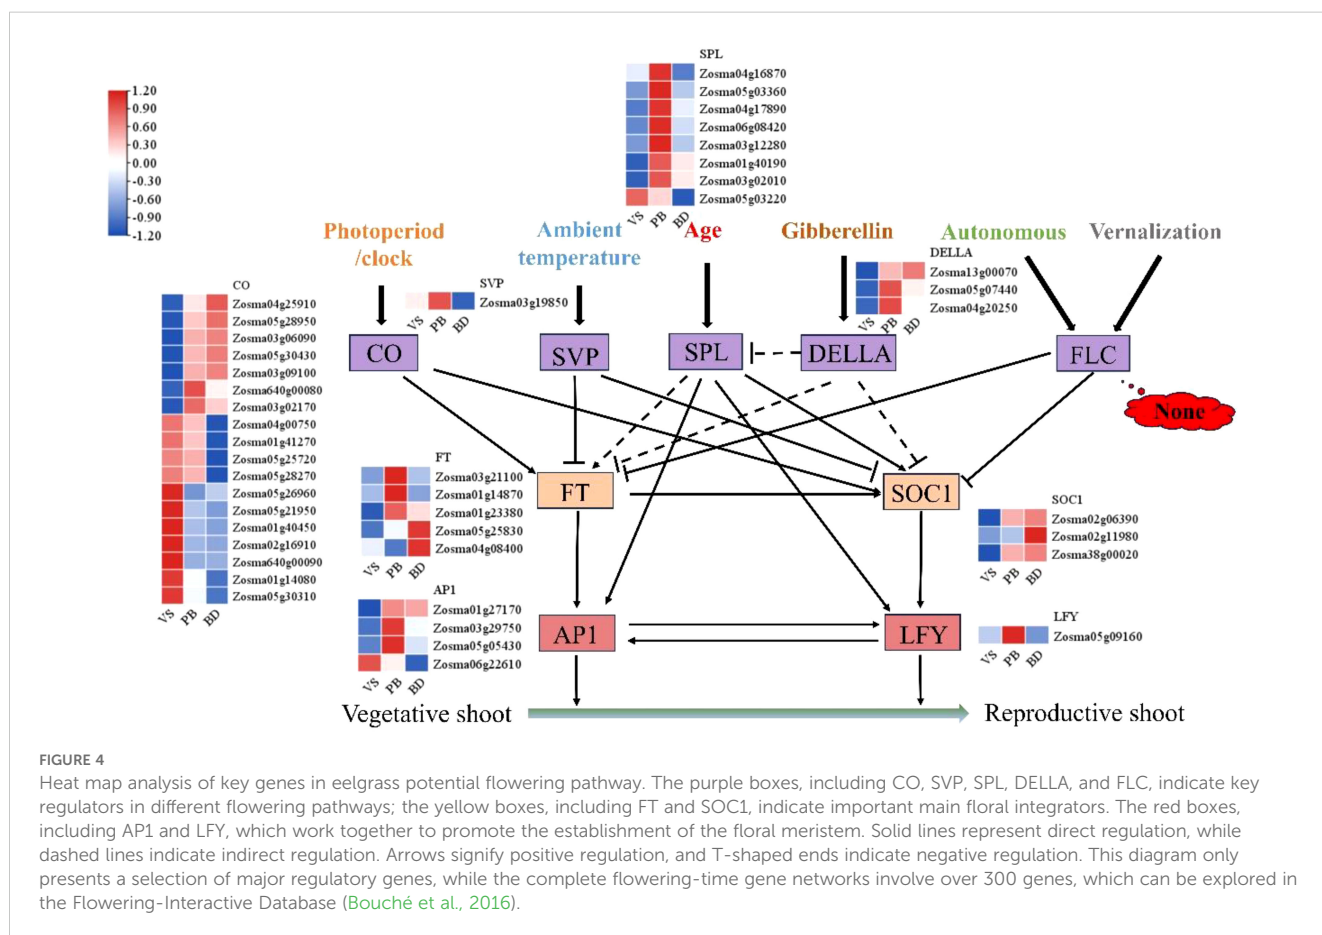 SPL
Zosma04g16870
Zosma05g03360
Zosma04g17890
Zosma06g08420
Zosma03g12280
Zosma01g40190
Zosma03g02010
Zosma05g03220
VS PB BD
1.20
0.90
0.60
0.30
0.00
-0.30
-0.60
-0.90
-1.20
Photoperiod
/clock
Ambient
temperature
Age
Gibberellin
Autonomous
Vernalization
CO
Zosma04g25910
Zosma05g28950
Zosma03g06090
Zosma05g30430
Zosma03g09100
Zosma640g00080
Zosma03g02170
Zosma04g00750
Zosma01g41270
Zosma05g25720
Zosma05g28270
Zosma05g26960
Zosma05g21950
Zosma01g40450
Zosma02g16910
Zosma640g00090
Zosma01g14080
Zosma05g30310
VS PB BD
SVP
Zosma03g19850
VS PB BD
DELLA
Zosma13g00070
Zosma05g07440
Zosma04g20250
VS PB BD
CO
SVP
SPL
DELLA
FLC
None
FT
Zosma03g21100
Zosma01g14870
Zosma01g23380
Zosma05g25830
Zosma04g08400
VS PB BD
FT
SOC1
SOC1
Zosma02g06390
Zosma02g11980
Zosma38g00020
VS PB BD
AP1
Zosma01g27170
Zosma03g29750
Zosma05g05430
Zosma06g22610
VS PB BD
AP1
LFY
LFY
Zosma05g09160
VS PB BD
Vegetative shoot
Reproductive shoot
FIGURE 4
Heat map analysis of key genes in eelgrass potential flowering pathway. The purple boxes, including CO, SVP, SPL, DELLA, and FLC, indicate key
regulators in different flowering pathways; the yellow boxes, including FT and SOC1, indicate important main floral integrators. The red boxes,
including AP1 and LFY, which work together to promote the establishment of the floral meristem. Solid lines represent direct regulation, while
dashed lines indicate indirect regulation. Arrows signify positive regulation, and T-shaped ends indicate negative regulation. This diagram only
presents a selection of major regulatory genes, while the complete flowering-time gene networks involve over 300 genes, which can be explored in
the Flowering-Interactive Database (Bouché et al., 2016).